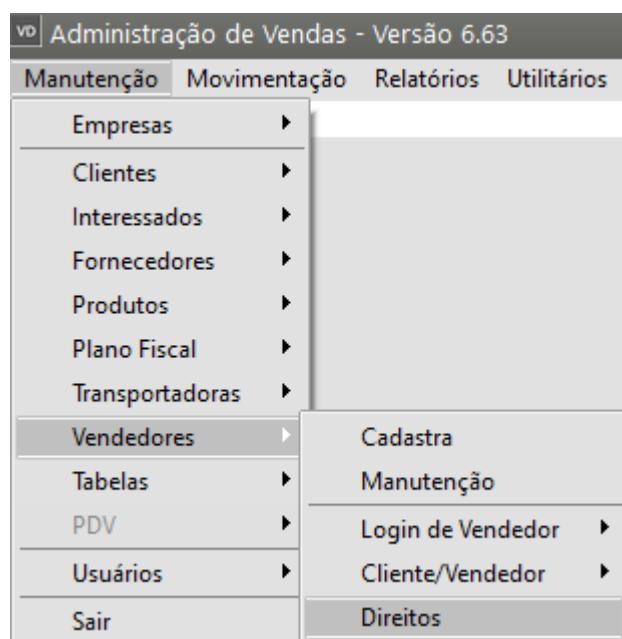 VD Administração de Vendas - Versão 6.63
Manutenção Movimentação Relatórios Utilitários
Empresas
Clientes
Interessados
Fornecedores
Produtos
Plano Fiscal
Transportadoras
Vendedores
Cadastra
Tabelas
Manutenção
PDV
Login de Vendedor
Usuários
Cliente/Vendedor
Sair
Direitos